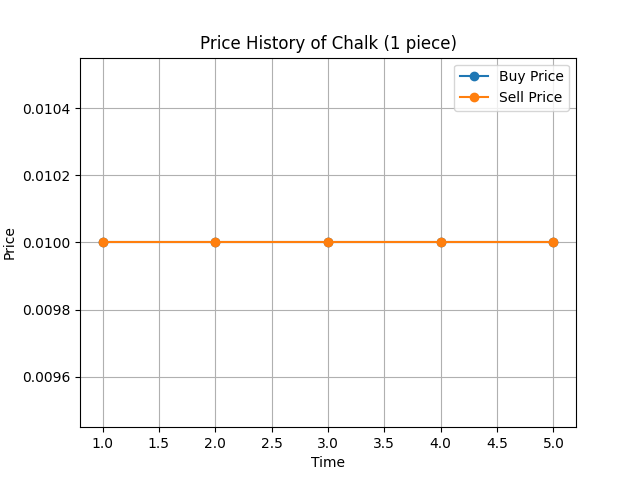 Price History of Chalk (1 piece)
Buy Price
Sell Price
0.0104
0.0102
0.0100
0.0098
0.0096
Price
1.0 1.5 2.0 2.5 3.0 3.5 4.0 4.5 5.0
Time